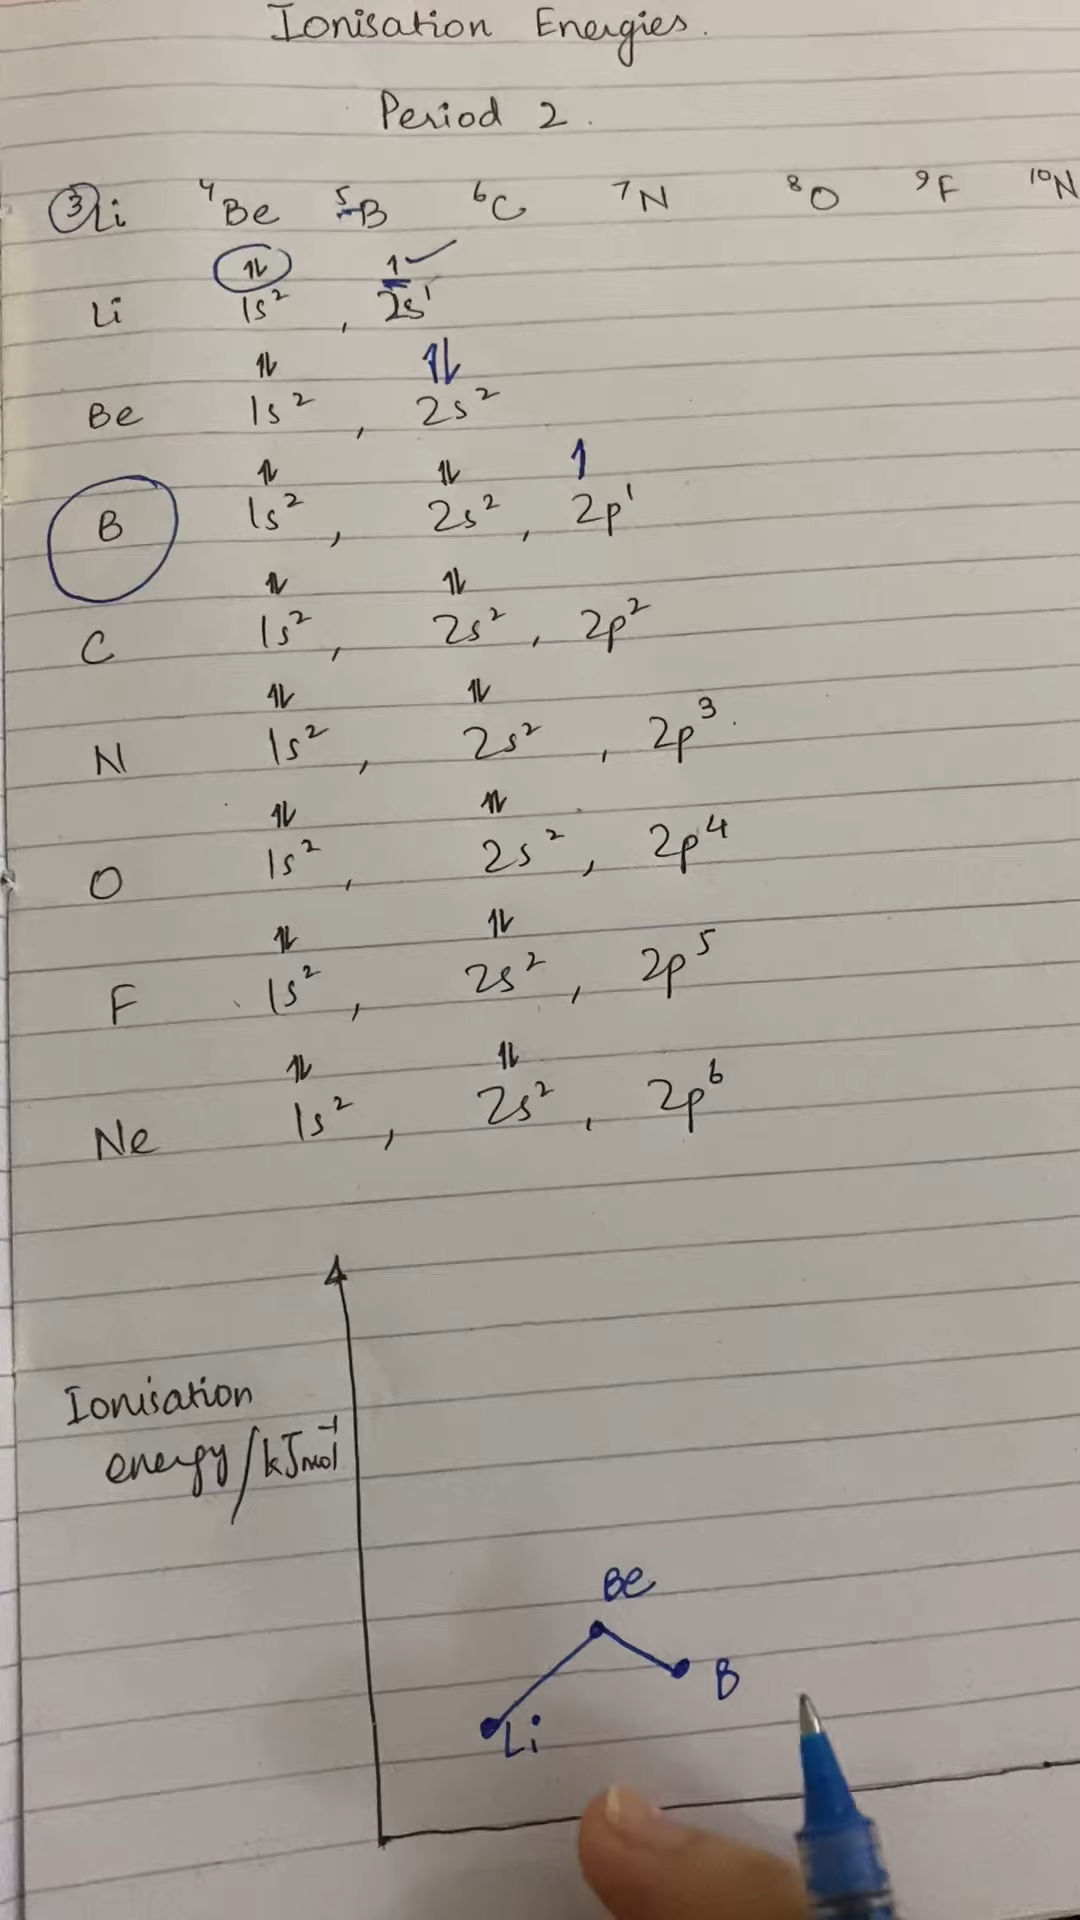 Ionisation Energies.
Period 2.
③Li ⁴Be ⁵B ⁶C ⁷N ⁸O ⁹F ¹⁰N
⥮ 1✓
Li 1s², 2s¹
⥮ ⥮
Be 1s², 2s²
⥮ ⥮ 1
B 1s², 2s², 2p¹
⥮ ⥮
C 1s², 2s², 2p²
⥮ ⥮
N 1s², 2s², 2p³.
⥮ ⥮
O 1s², 2s², 2p⁴
⥮ ⥮
F 1s², 2s², 2p⁵
⥮ ⥮
Ne 1s², 2s², 2p⁶
Ionisation
energy/kJmol⁻¹
Be
B
Li